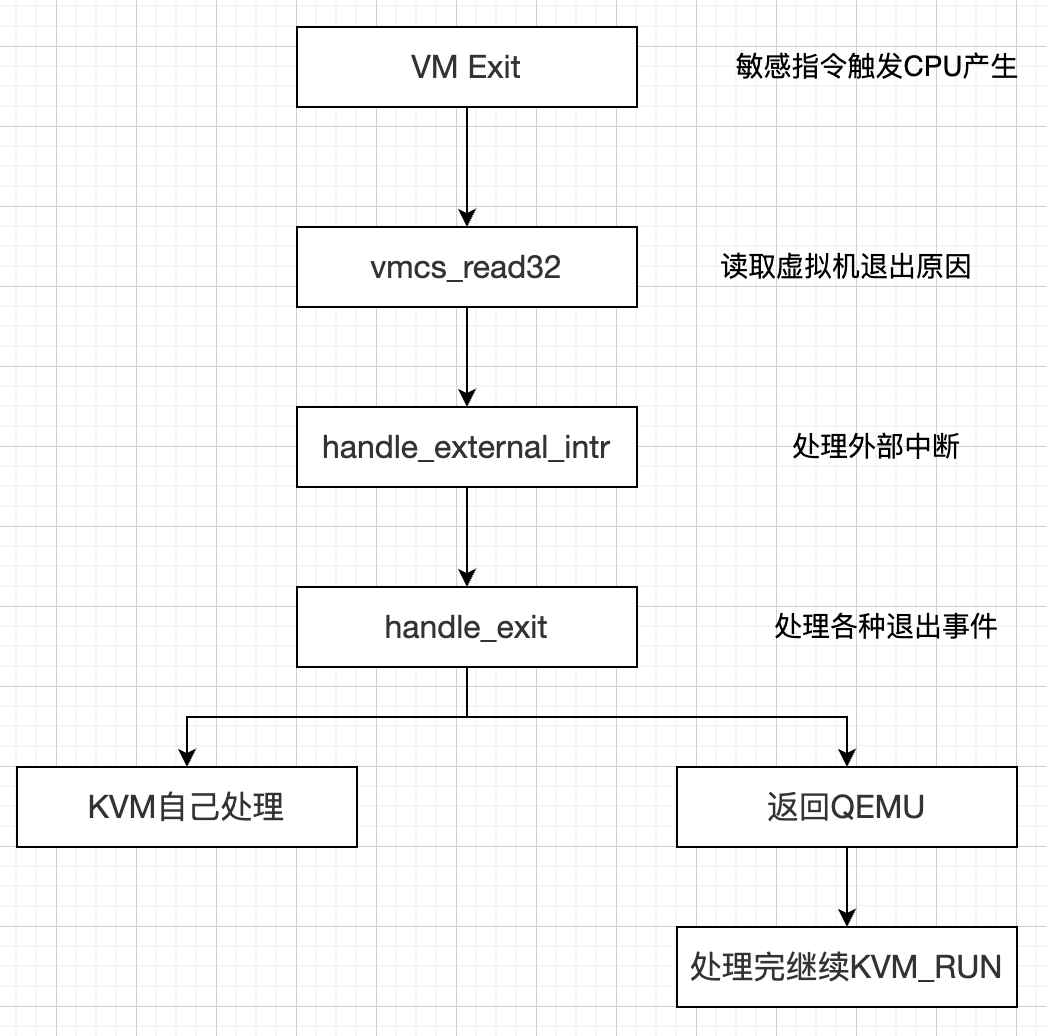 VM Exit
敏感指令触发CPU产生
vmcs_read32
读取虚拟机退出原因
handle_external_intr
处理外部中断
handle_exit
处理各种退出事件
KVM自己处理
返回QEMU
处理完继续KVM_RUN